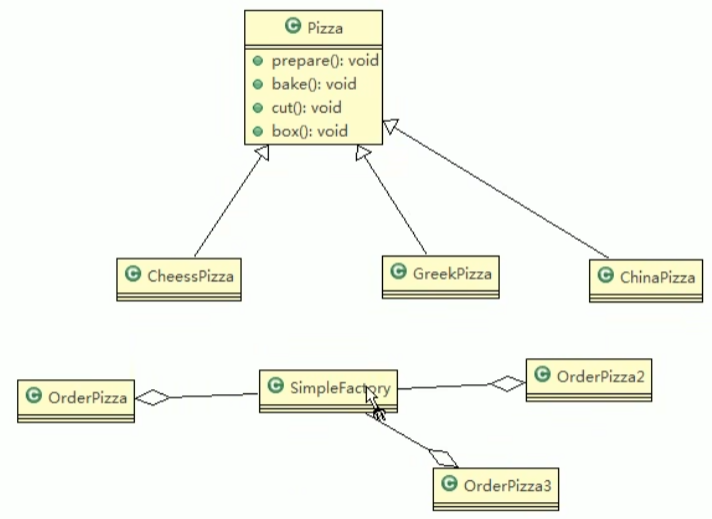 Pizza
prepare(): void
bake(): void
cut(): void
box(): void
CheessPizza
GreekPizza
ChinaPizza
OrderPizza
SimpleFactory
OrderPizza2
OrderPizza3